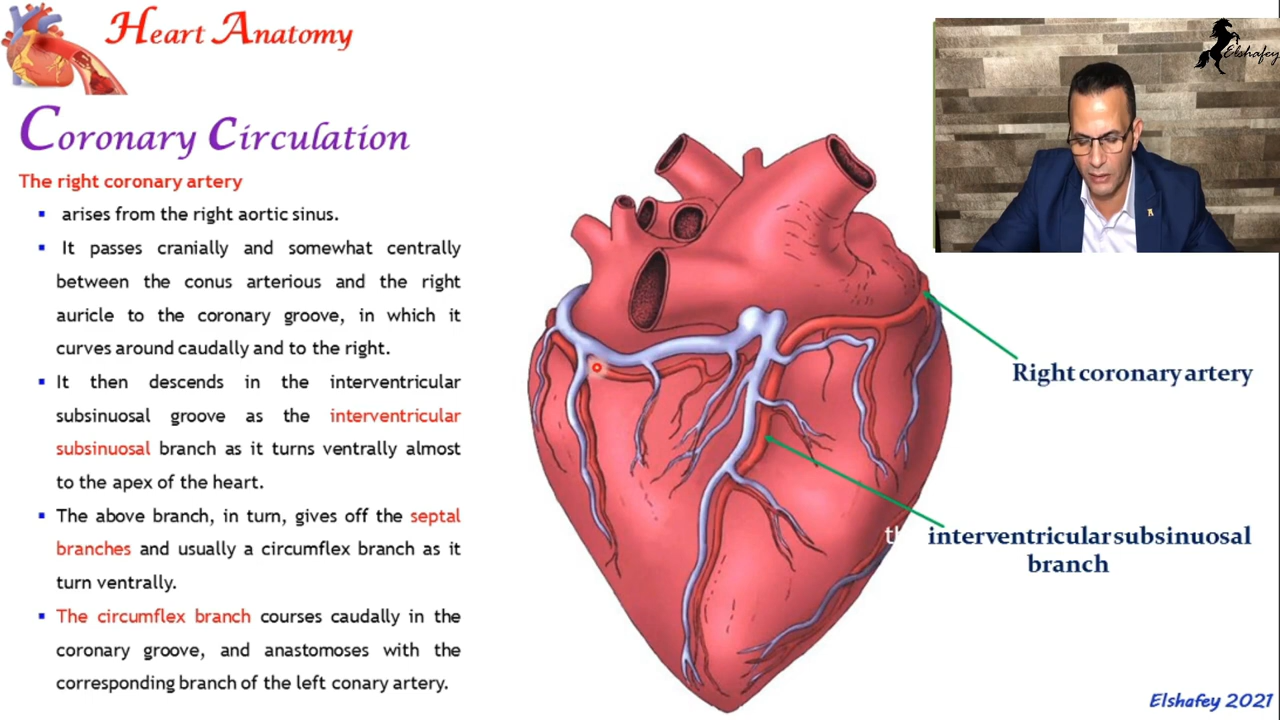 Heart Anatomy
Elshafey
Coronary Circulation
The right coronary artery
▪ arises from the right aortic sinus.
▪ It passes cranially and somewhat centrally
between the conus arterious and the right
auricle to the coronary groove, in which it
curves around caudally and to the right.
▪ It then descends in the interventricular
subsinuosal groove as the interventricular
subsinuosal branch as it turns ventrally almost
to the apex of the heart.
▪ The above branch, in turn, gives off the septal
branches and usually a circumflex branch as it
turn ventrally.
▪ The circumflex branch courses caudally in the
coronary groove, and anastomoses with the
corresponding branch of the left conary artery.
Right coronary artery
interventricular subsinuosal
branch
Elshafey 2021